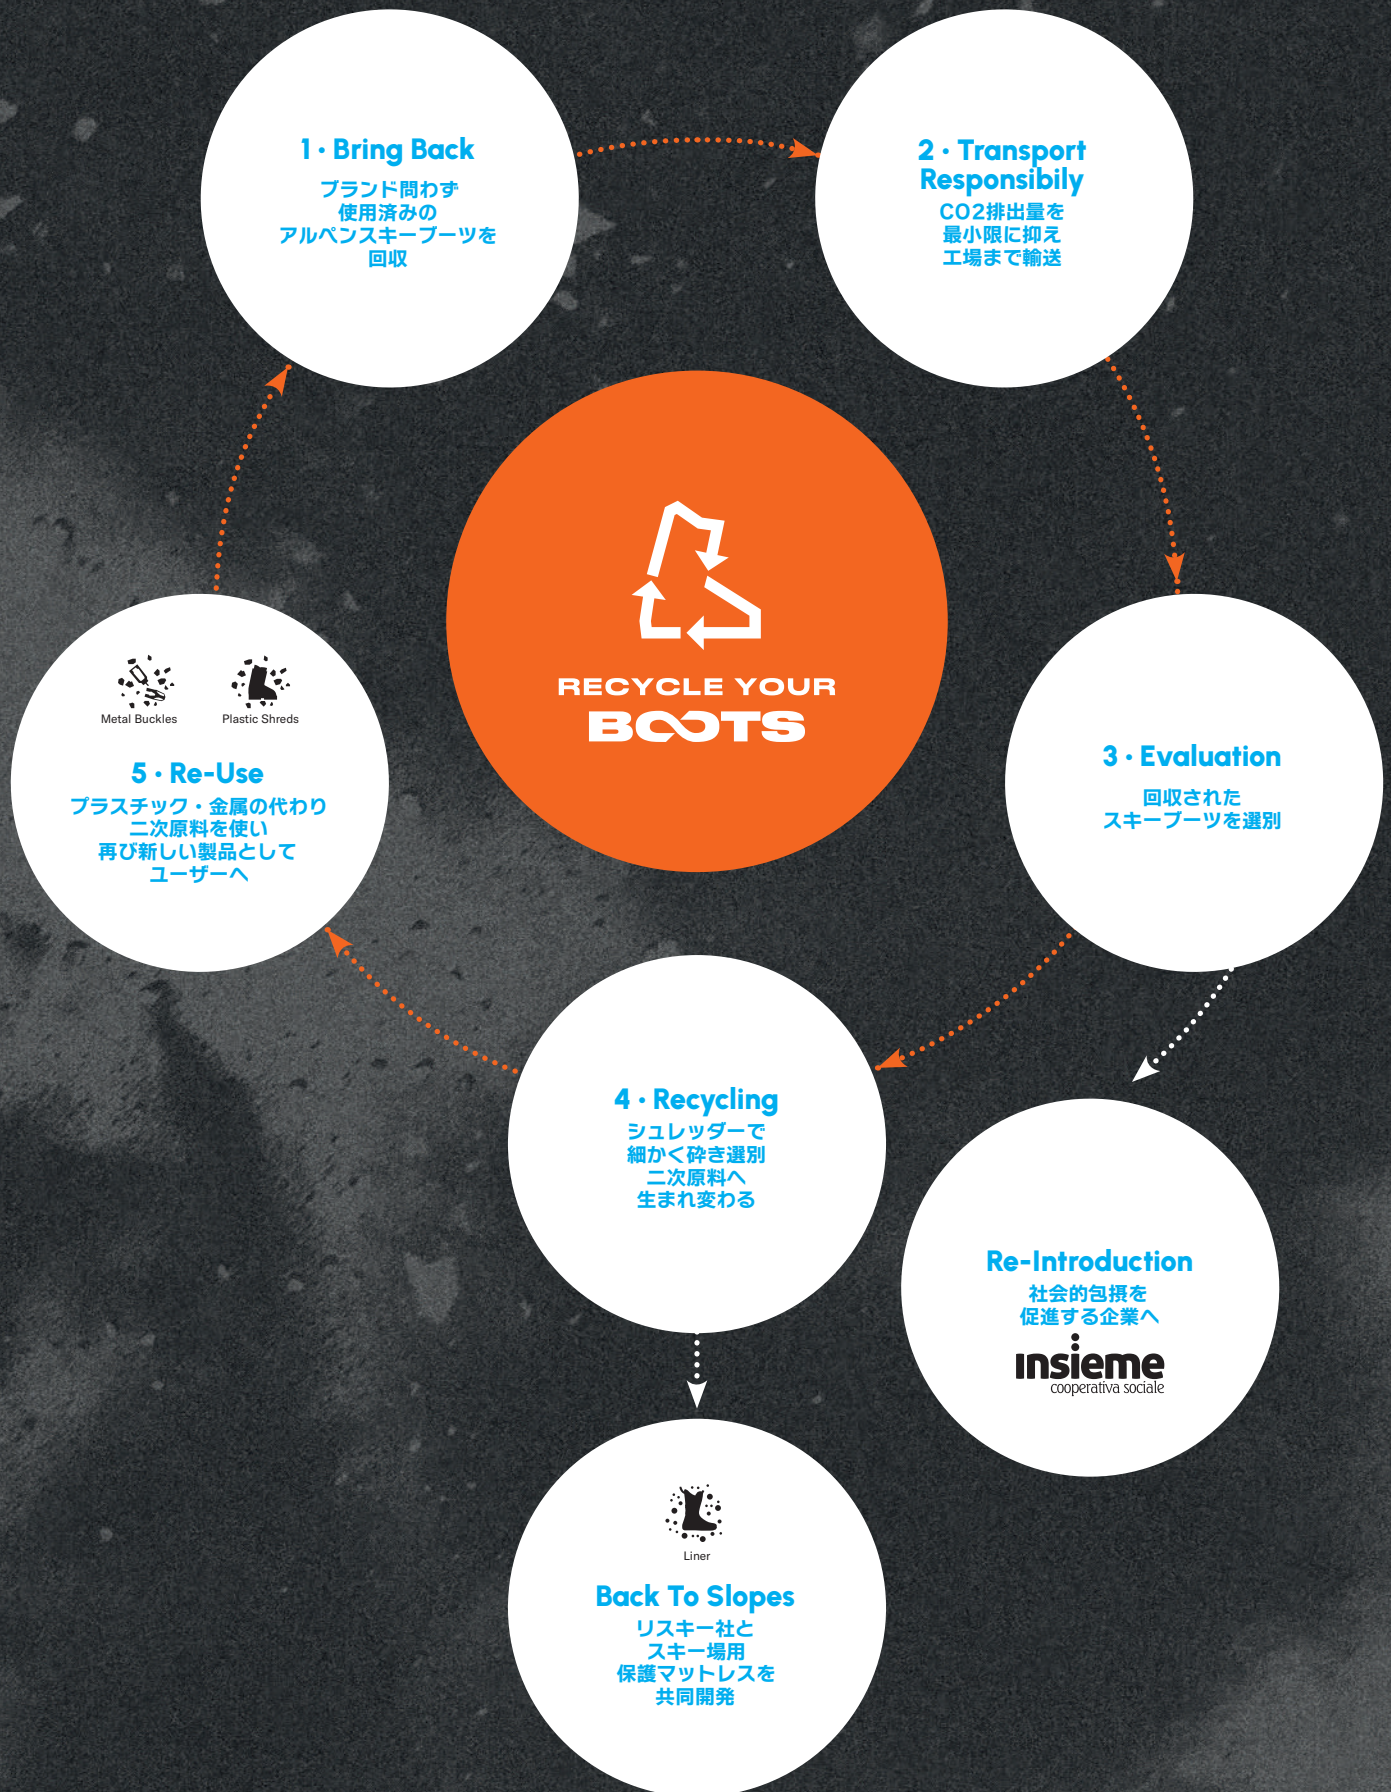 1・Bring Back
ブランド問わず
使用済みの
アルペンスキーブーツを
回収
2・Transport
Responsibily
CO2排出量を
最小限に抑え
工場まで輸送
RECYCLE YOUR
BOOTS
3・Evaluation
回収された
スキーブーツを選別
Metal Buckles
Plastic Shreds
5・Re-Use
プラスチック・金属の代わり
二次原料を使い
再び新しい製品として
ユーザーへ
4・Recycling
シュレッダーで
細かく砕き選別
二次原料へ
生まれ変わる
Re-Introduction
社会的包摂を
促進する企業へ
insieme
cooperativa sociale
Liner
Back To Slopes
リスキー社と
スキー場用
保護マットレスを
共同開発